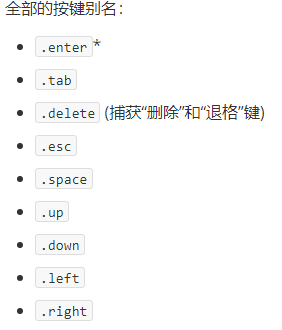 全部的按键别名：
.enter*
.tab
.delete (捕获“删除”和“退格”键)
.esc
.space
.up
.down
.left
.right